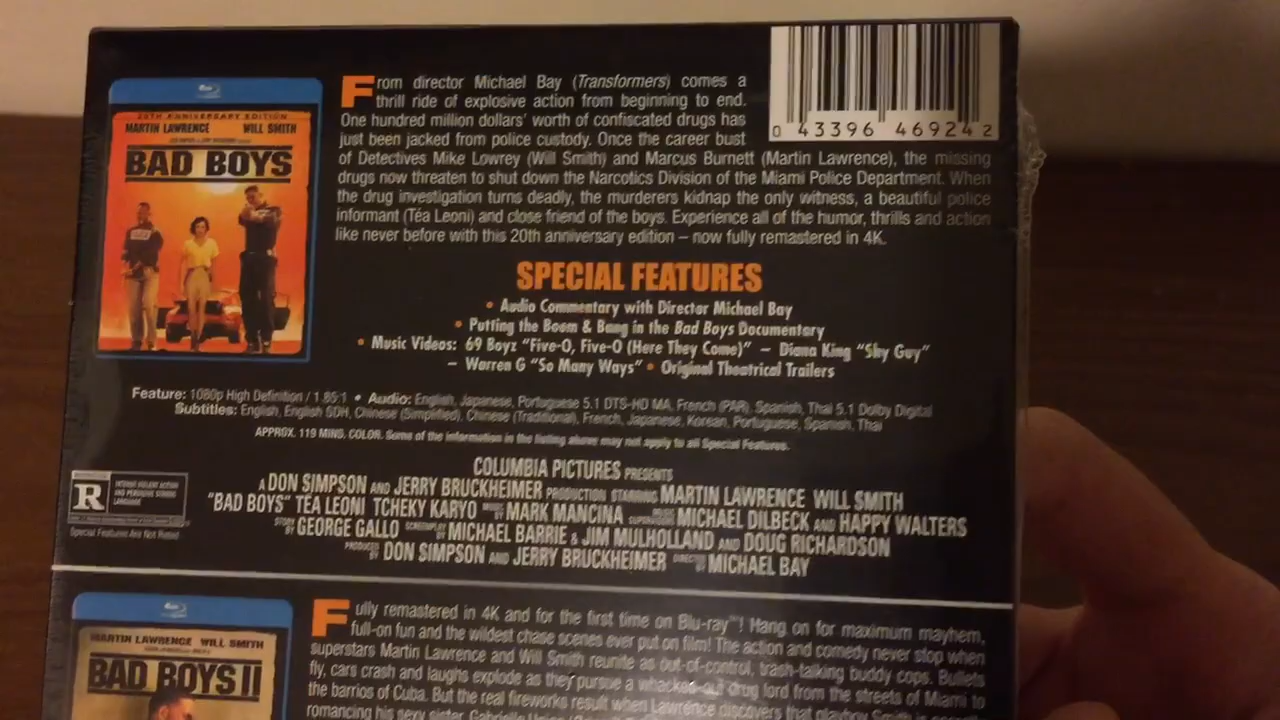 0 43396 46924 2
From director Michael Bay (Transformers) comes a
thrill ride of explosive action from beginning to end.
One hundred million dollars' worth of confiscated drugs has
just been jacked from police custody. Once the career bust
of Detectives Mike Lowrey (Will Smith) and Marcus Burnett (Martin Lawrence), the missing
drugs now threaten to shut down the Narcotics Division of the Miami Police Department. When
the drug investigation turns deadly, the murderers kidnap the only witness, a beautiful police
informant (Téa Leoni) and close friend of the boys. Experience all of the humor, thrills and action
like never before with this 20th anniversary edition – now fully remastered in 4K.
20TH ANNIVERSARY EDITION
MARTIN LAWRENCE WILL SMITH
BAD BOYS
SPECIAL FEATURES
• Audio Commentary with Director Michael Bay
• Putting the Boom & Bang in the Bad Boys Documentary
• Music Videos: 69 Boyz "Five-O, Five-O (Here They Come)" – Diana King "Shy Guy"
– Warren G "So Many Ways" • Original Theatrical Trailers
Feature: 1080p High Definition / 1.85:1 • Audio: English, Japanese, Portuguese 5.1 DTS-HD MA, French (PAR), Spanish, Thai 5.1 Dolby Digital
Subtitles: English, English SDH, Chinese (Simplified), Chinese (Traditional), French, Japanese, Korean, Portuguese, Spanish, Thai
APPROX. 119 MINS. COLOR. Some of the information in the listing above may not apply to all Special Features.
R
Special Features Are Not Rated
COLUMBIA PICTURES PRESENTS
A DON SIMPSON AND JERRY BRUCKHEIMER PRODUCTION STARRING MARTIN LAWRENCE WILL SMITH
"BAD BOYS" TÉA LEONI TCHEKY KARYO MUSIC BY MARK MANCINA MUSIC SUPERVISORS MICHAEL DILBECK AND HAPPY WALTERS
STORY BY GEORGE GALLO SCREENPLAY BY MICHAEL BARRIE & JIM MULHOLLAND AND DOUG RICHARDSON
PRODUCED BY DON SIMPSON AND JERRY BRUCKHEIMER DIRECTED BY MICHAEL BAY
MARTIN LAWRENCE WILL SMITH
BAD BOYS II
Fully remastered in 4K and for the first time on Blu-ray™! Hang on for maximum mayhem,
full-on fun and the wildest chase scenes ever put on film! The action and comedy never stop when
superstars Martin Lawrence and Will Smith reunite as out-of-control, trash-talking buddy cops. Bullets
fly, cars crash and laughs explode as they pursue a whacked-out drug lord from the streets of Miami to
the barrios of Cuba. But the real fireworks result when Lawrence discovers that playboy Smith is
romancing his sexy sister, Gabrielle Union